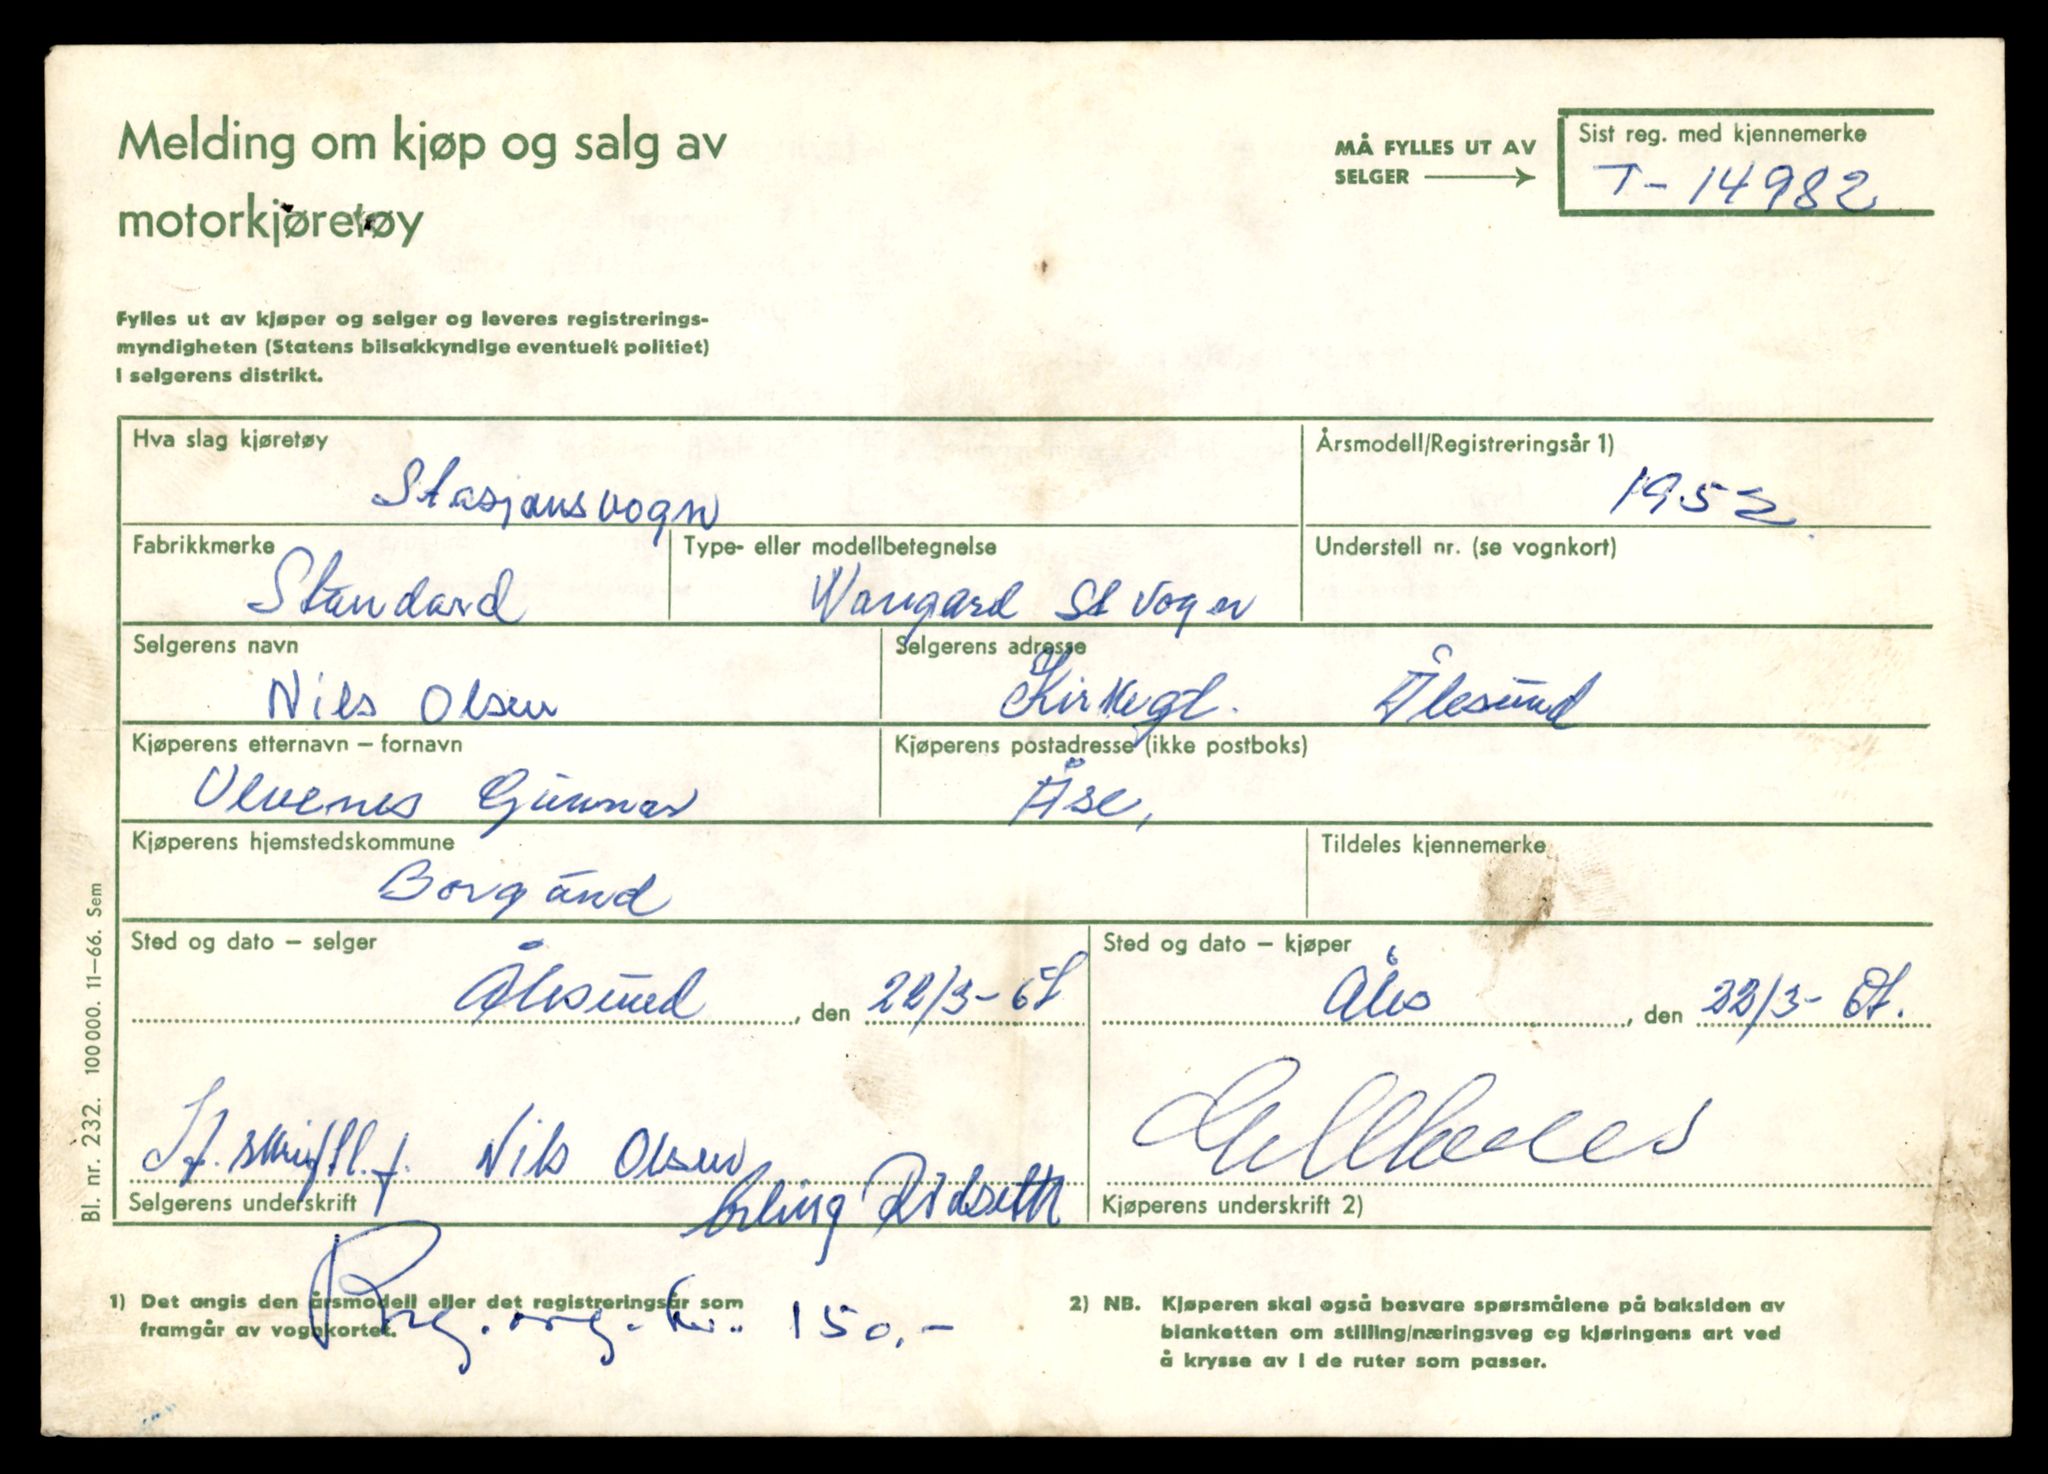 Melding om kjøp og salg av
motorkjøretøy
MÅ FYLLES UT AV
SELGER
Sist reg. med kjennemerke
T- 14982
Fylles ut av kjøper og selger og leveres registrerings-
myndigheten (Statens bilsakkyndige eventuelt politiet)
i selgerens distrikt.
Hva slag kjøretøy
Stasjonsvogn
Årsmodell/Registreringsår 1)
1952
Fabrikkmerke
Standard
Type- eller modellbetegnelse
Wangard St vogn
Understell nr. (se vognkort)
Selgerens navn
Nils Olsen
Selgerens adresse
Kirkegt. Ålesund
Kjøperens etternavn – fornavn
Ulvenes Gunnar
Kjøperens postadresse (ikke postboks)
Åse,
Kjøperens hjemstedskommune
Borgund
Tildeles kjennemerke
Sted og dato – selger
Ålesund, den 22/3-67
Sted og dato – kjøper
Åles, den 22/3-67.
Nils Olsen
Erling Rødseth
Selgerens underskrift
Kjøperens underskrift 2)
1) Det angis den årsmodell eller det registreringsår som
framgår av vognkortet.
kr. 150,-
2) NB. Kjøperen skal også besvare spørsmålene på baksiden av
blanketten om stilling/næringsveg og kjøringens art ved
å krysse av i de ruter som passer.
Bl. nr. 232. 100 000. 11–66. Sem